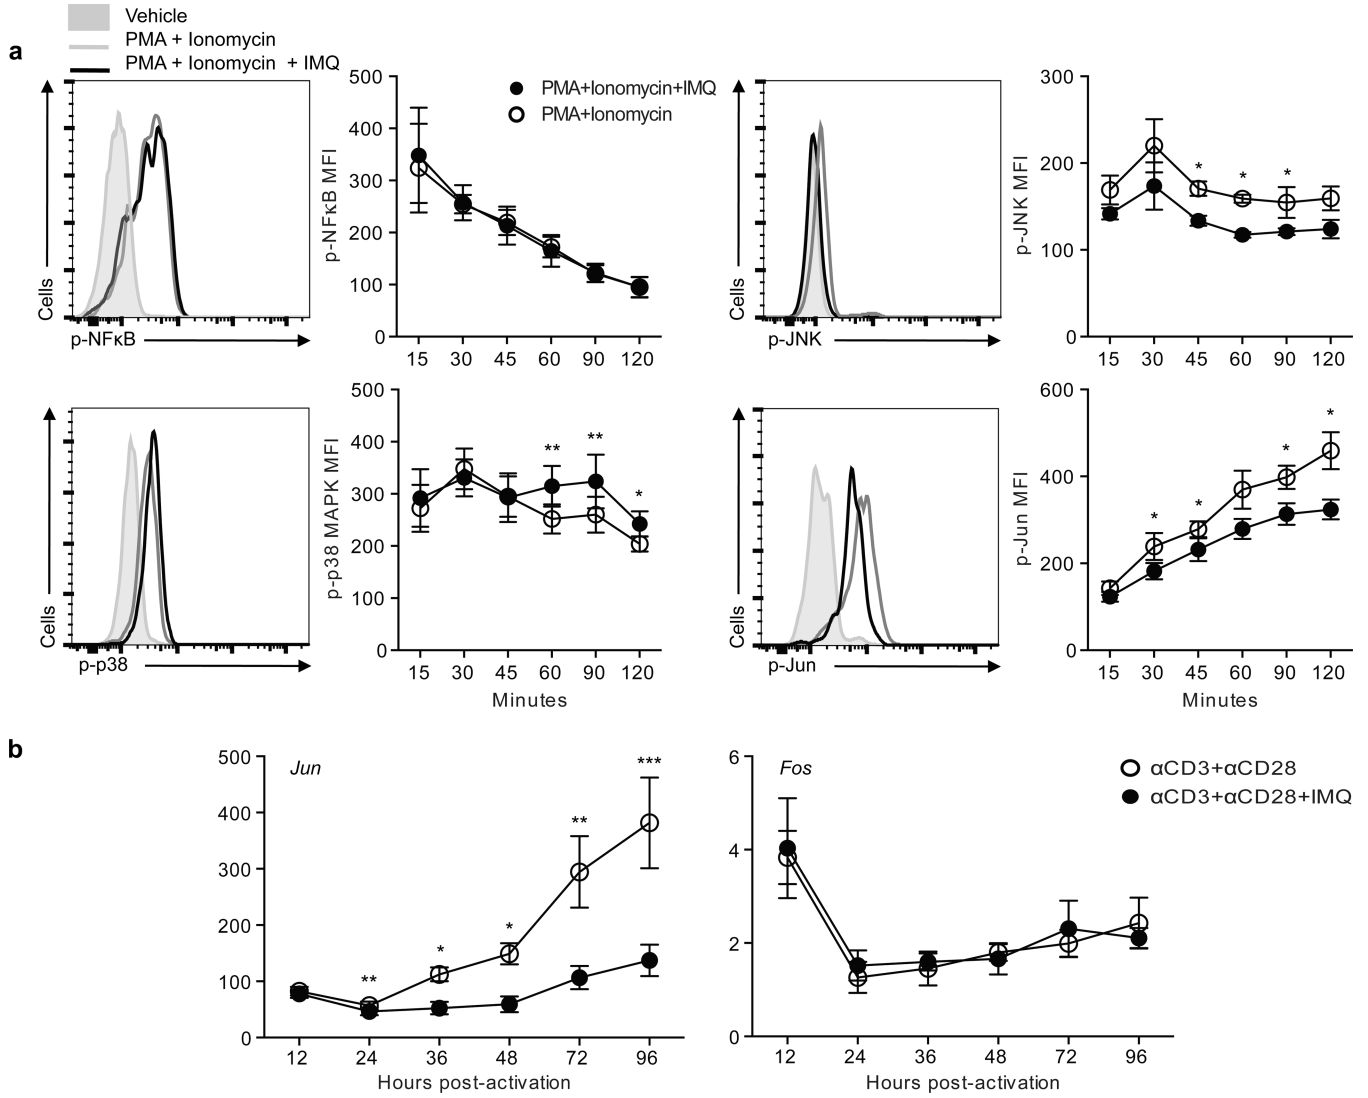 Vehicle
PMA + Ionomycin
PMA + Ionomycin + IMQ
a
Cells
p-NFκB
500
400
300
200
100
0
p-NFκB MFI
PMA+Ionomycin+IMQ
PMA+Ionomycin
15 30 45 60 90 120
Cells
p-JNK
300
200
100
0
p-JNK MFI
* * *
15 30 45 60 90 120
Cells
p-p38
500
400
300
200
100
0
p-p38 MAPK MFI
** ** *
15 30 45 60 90 120
Minutes
Cells
p-Jun
600
400
200
0
p-Jun MFI
* * * *
15 30 45 60 90 120
Minutes
b
500
400
300
200
100
0
Jun
** * * ** ***
12 24 36 48 72 96
Hours post-activation
6
4
2
0
Fos
αCD3+αCD28
αCD3+αCD28+IMQ
12 24 36 48 72 96
Hours post-activation